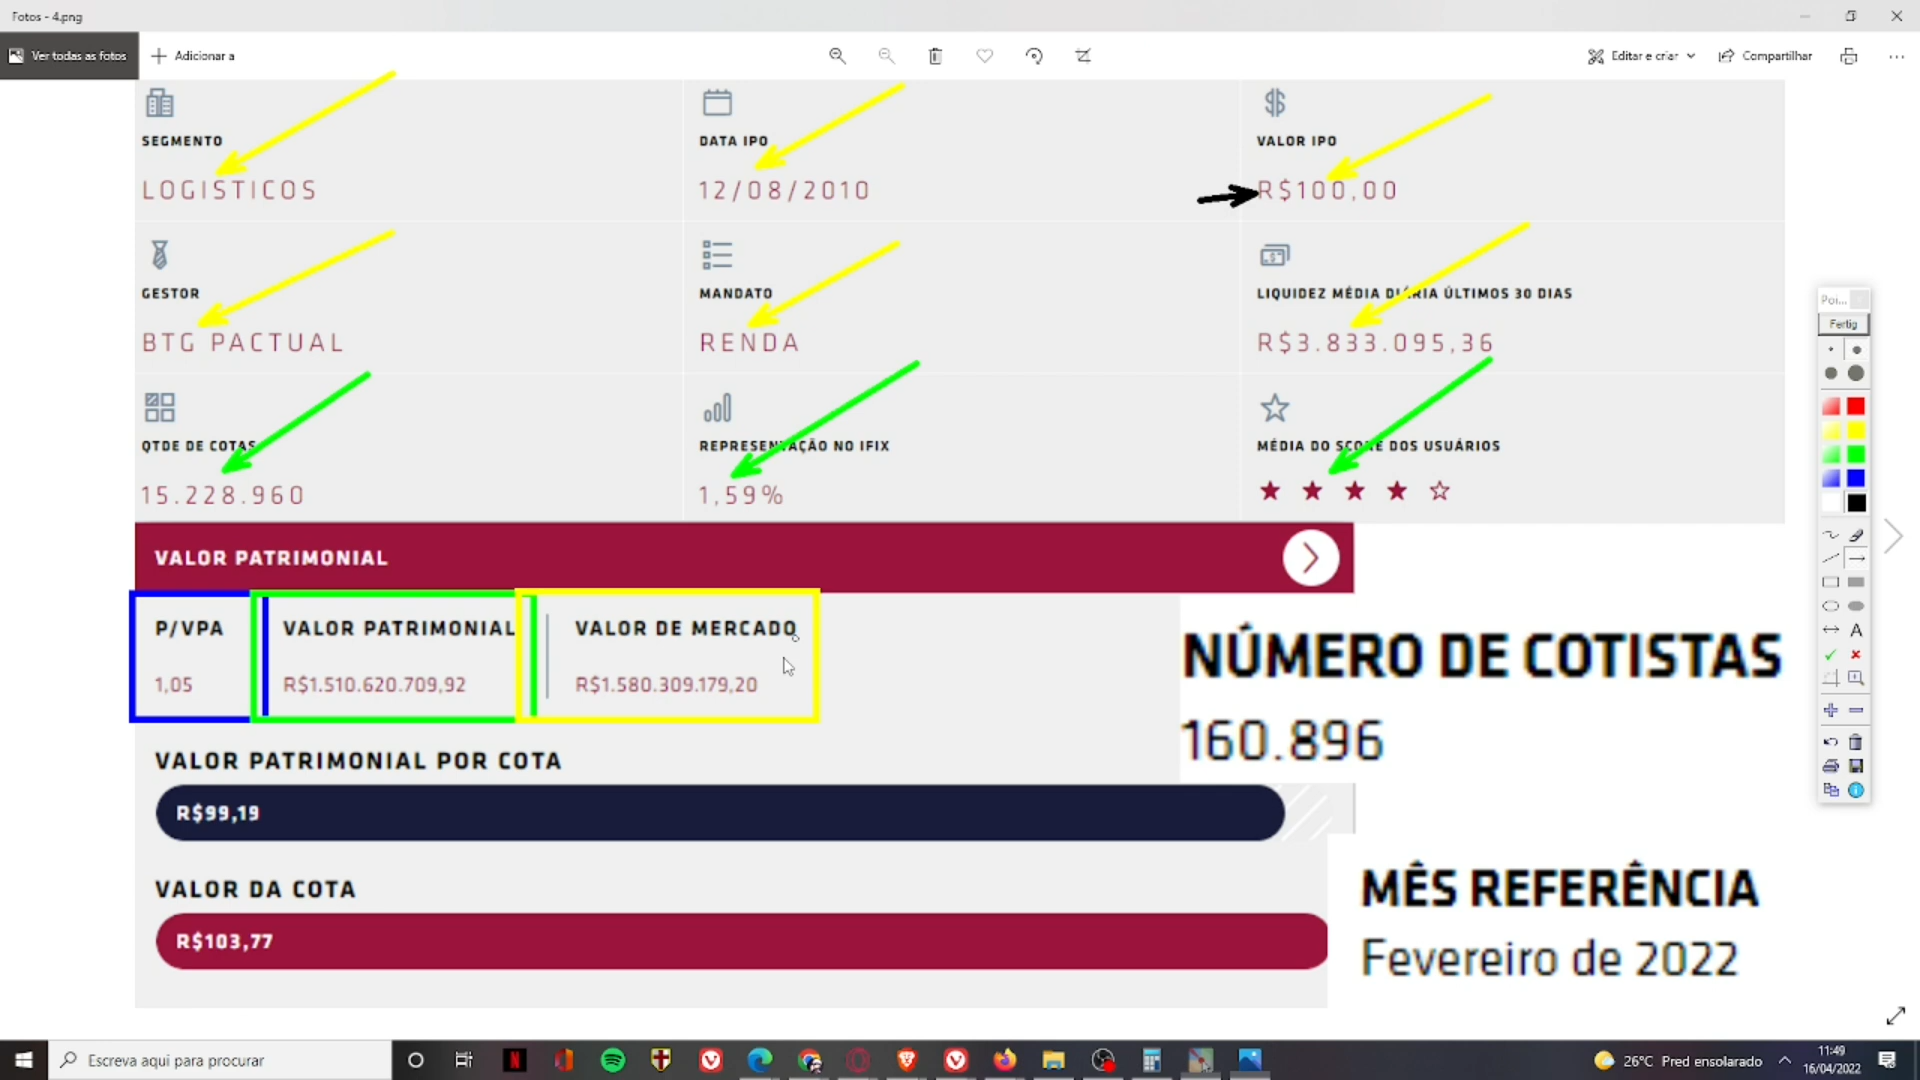 Fotos - 4.png
Ver todas as fotos
Adicionar a
Editar e criar
Compartilhar
SEGMENTO
LOGISTICOS
DATA IPO
12/08/2010
VALOR IPO
R$100,00
GESTOR
BTG PACTUAL
MANDATO
RENDA
LIQUIDEZ MÉDIA DIÁRIA ÚLTIMOS 30 DIAS
R$3.833.095,36
QTDE DE COTAS
15.228.960
REPRESENTAÇÃO NO IFIX
1,59%
MÉDIA DO SCORE DOS USUÁRIOS
VALOR PATRIMONIAL
P/VPA
1,05
VALOR PATRIMONIAL
R$1.510.620.709,92
VALOR DE MERCADO
R$1.580.309.179,20
NÚMERO DE COTISTAS
160.896
VALOR PATRIMONIAL POR COTA
R$99,19
VALOR DA COTA
R$103,77
MÊS REFERÊNCIA
Fevereiro de 2022
Poi...
Fertig
A
Escreva aqui para procurar
26°C Pred ensolarado
11:49
16/04/2022